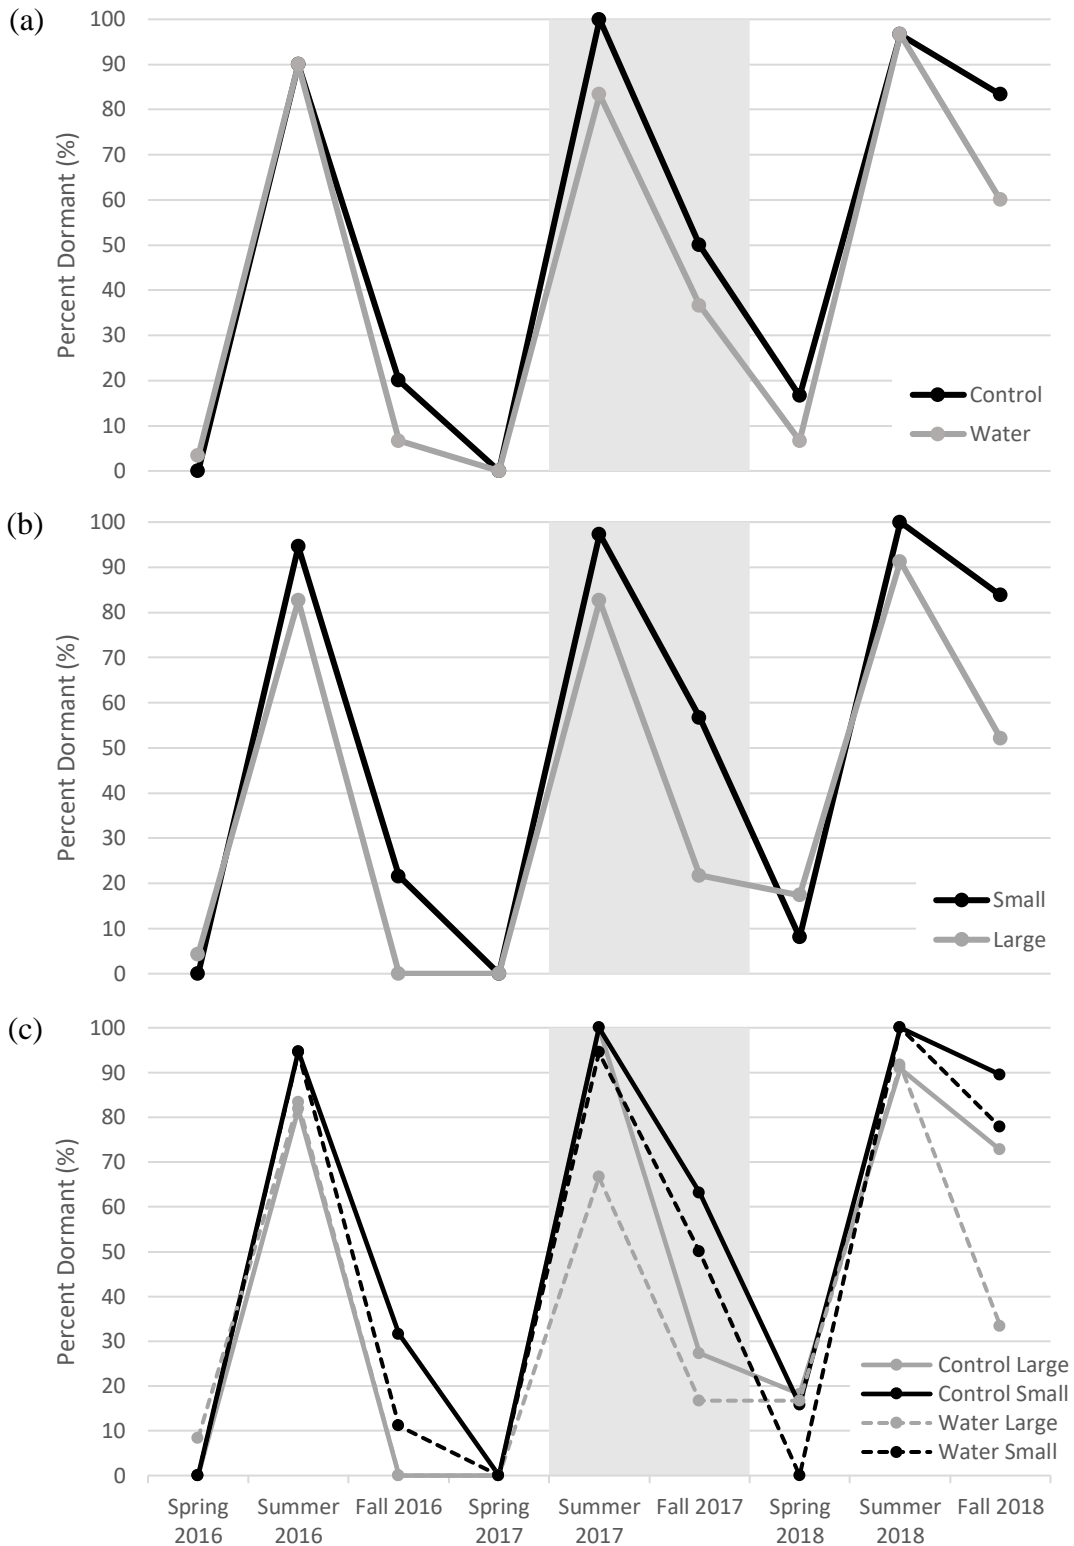 (a)
Percent Dormant (%)
100
90
80
70
60
50
40
30
20
10
0
Control
Water
(b)
Percent Dormant (%)
100
90
80
70
60
50
40
30
20
10
0
Small
Large
(c)
Percent Dormant (%)
100
90
80
70
60
50
40
30
20
10
0
Control Large
Control Small
Water Large
Water Small
Spring
2016
Summer
2016
Fall 2016
Spring
2017
Summer
2017
Fall 2017
Spring
2018
Summer
2018
Fall 2018